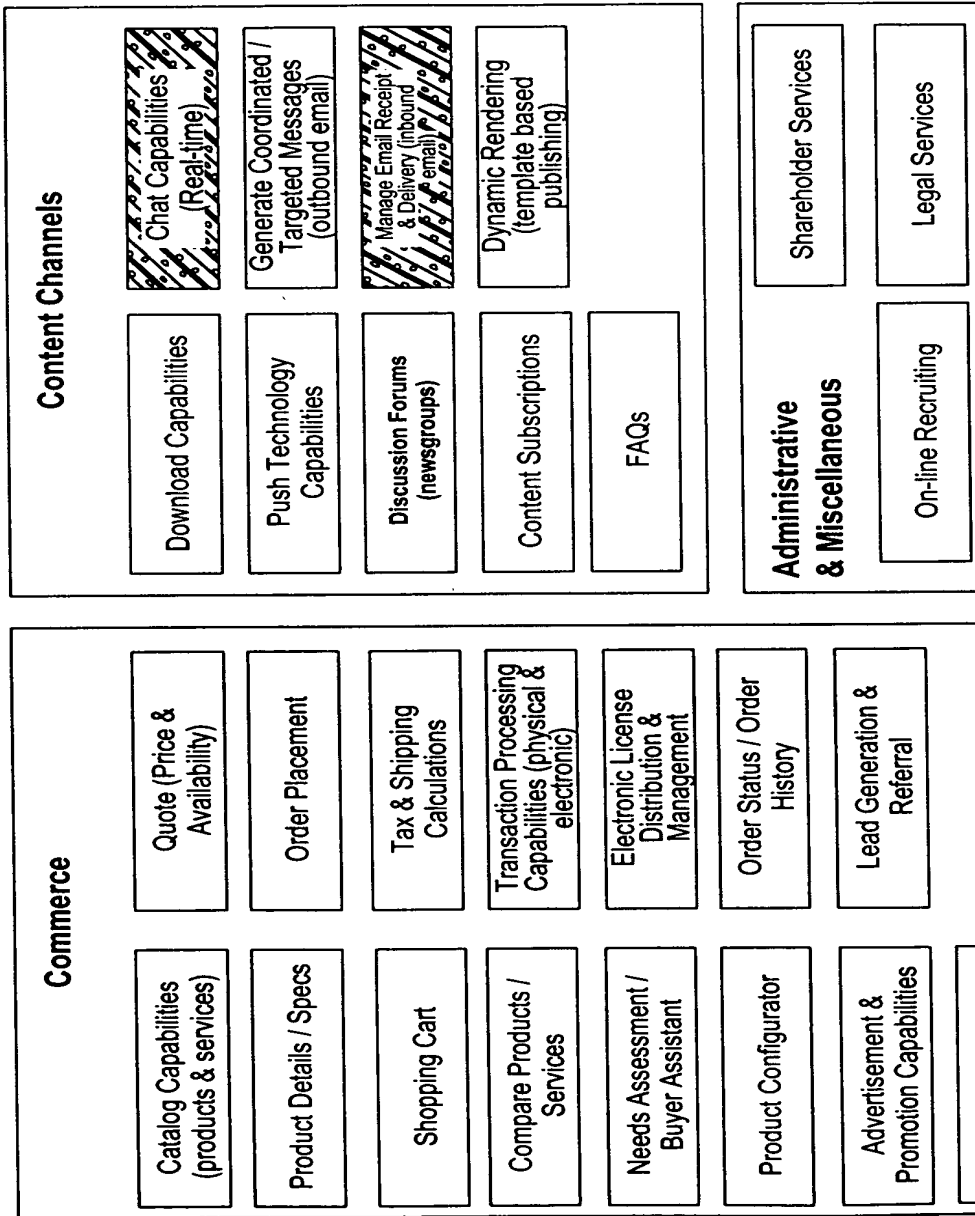 Commerce
Catalog Capabilities
(products & services)
Product Details / Specs
Shopping Cart
Compare Products /
Services
Needs Assessment /
Buyer Assistant
Product Configurator
Advertisement &
Promotion Capabilities
Quote (Price &
Availability)
Order Placement
Tax & Shipping
Calculations
Transaction Processing
Capabilities (physical &
electronic)
Electronic License
Distribution &
Management
Order Status / Order
History
Lead Generation &
Referral
Content Channels
Download Capabilities
Push Technology
Capabilities
Discussion Forums
(newsgroups)
Content Subscriptions
FAQs
Chat Capabilities
(Real-time)
Generate Coordinated /
Targeted Messages
(outbound email)
Manage Email Receipt
& Delivery (inbound
email)
Dynamic Rendering
(template based
publishing)
Administrative
& Miscellaneous
On-line Recruiting
Shareholder Services
Legal Services